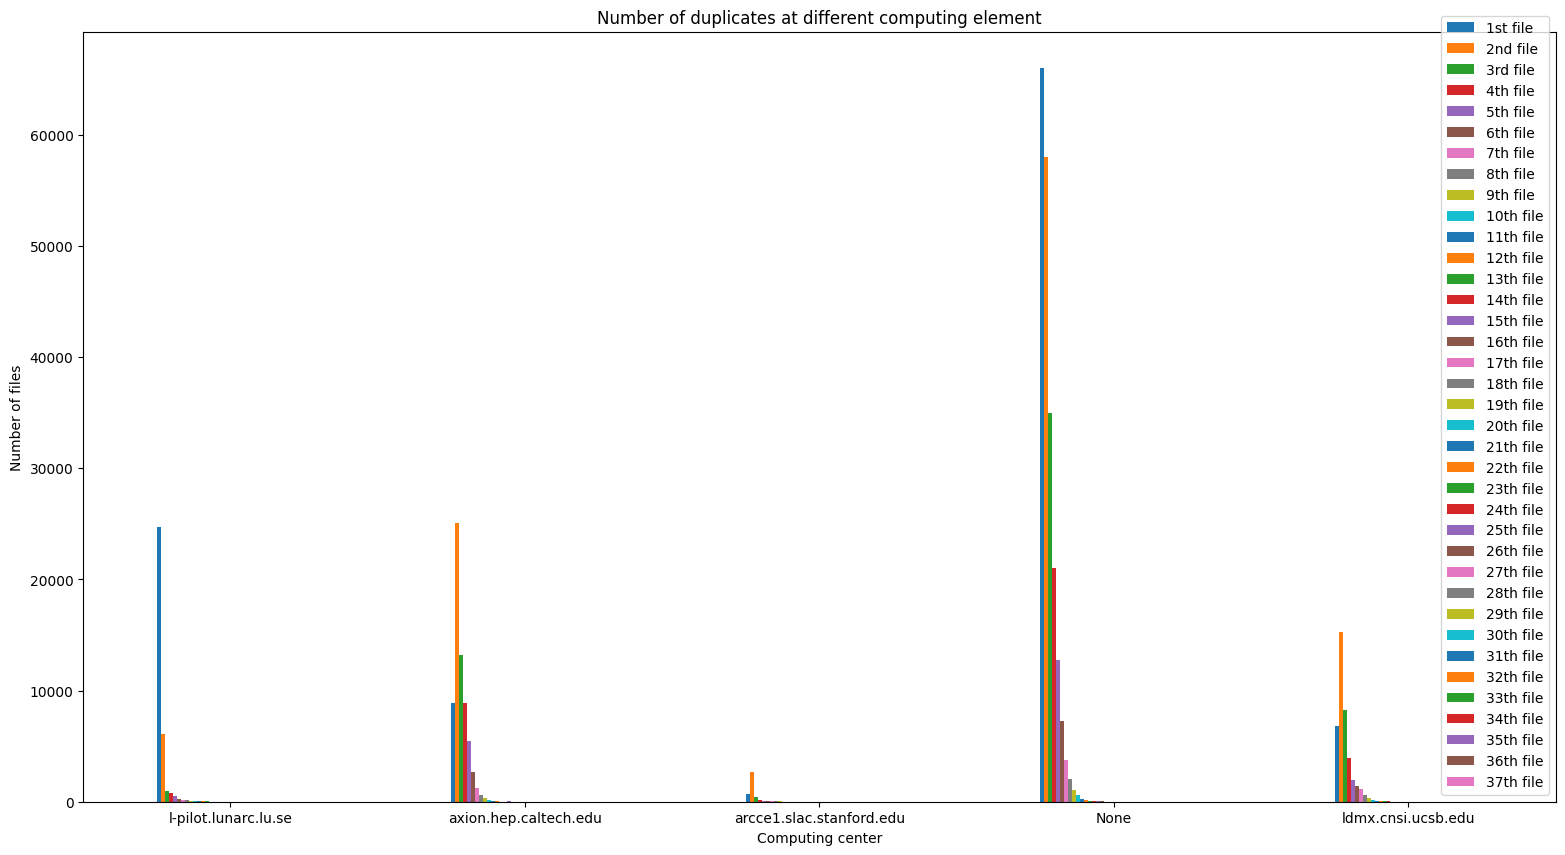 Number of duplicates at different computing element
Number of files
60000
50000
40000
30000
20000
10000
0
l-pilot.lunarc.lu.se
axion.hep.caltech.edu
arcce1.slac.stanford.edu
None
ldmx.cnsi.ucsb.edu
Computing center
1st file
2nd file
3rd file
4th file
5th file
6th file
7th file
8th file
9th file
10th file
11th file
12th file
13th file
14th file
15th file
16th file
17th file
18th file
19th file
20th file
21th file
22th file
23th file
24th file
25th file
26th file
27th file
28th file
29th file
30th file
31th file
32th file
33th file
34th file
35th file
36th file
37th file